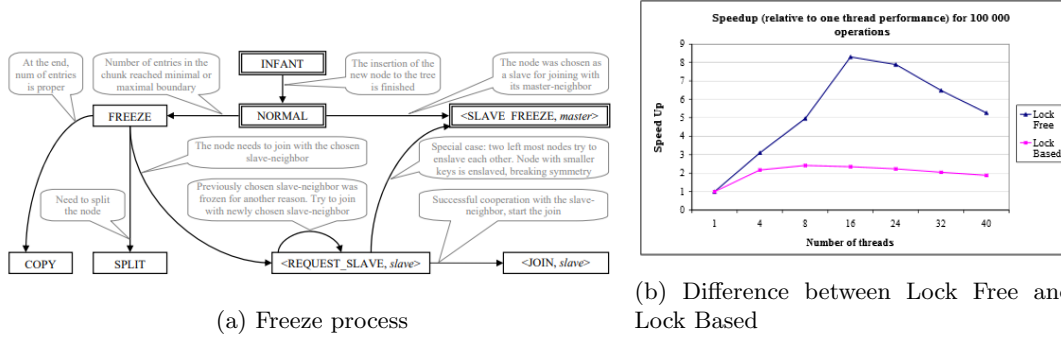 At the end,
num of entries
is proper
Number of entries in the
chunk reached minimal or
maximal boundary
INFANT
The insertion of the
new node to the tree
is finished
The node was chosen as
a slave for joining with
its master-neighbor
FREEZE
NORMAL
<SLAVE_FREEZE, master>
The node needs to join with the chosen
slave-neighbor
Special case: two left most nodes try to
enslave each other. Node with smaller
keys is enslaved, breaking symmetry
Previously chosen slave-neighbor was
frozen for another reason. Try to join
with newly chosen slave-neighbor
Need to split
the node
Successful cooperation with the slave-
neighbor, start the join
COPY
SPLIT
<REQUEST_SLAVE, slave>
<JOIN, slave>
(a) Freeze process
Speedup (relative to one thread performance) for 100 000
operations
Speed Up
9
8
7
6
5
4
3
2
1
0
1 4 8 16 24 32 40
Number of threads
Lock
Free
Lock
Based
(b) Difference between Lock Free and
Lock Based